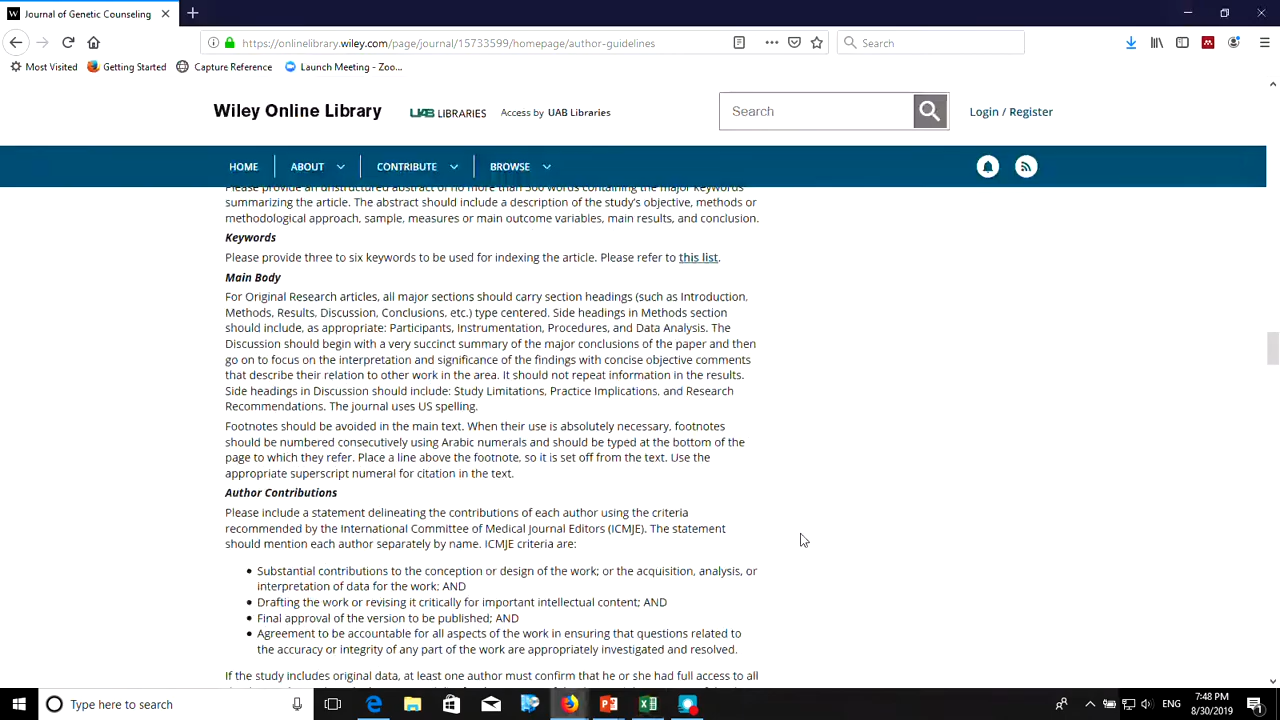 Journal of Genetic Counseling
https://onlinelibrary.wiley.com/page/journal/15733599/homepage/author-guidelines
Search
Most Visited
Getting Started
Capture Reference
Launch Meeting - Zoo...
Wiley Online Library
UAB LIBRARIES
Access by UAB Libraries
Search
Login / Register
HOME
ABOUT
CONTRIBUTE
BROWSE
Please provide an unstructured abstract of no more than 300 words containing the major keywords
summarizing the article. The abstract should include a description of the study's objective, methods or
methodological approach, sample, measures or main outcome variables, main results, and conclusion.
Keywords
Please provide three to six keywords to be used for indexing the article. Please refer to this list.
Main Body
For Original Research articles, all major sections should carry section headings (such as Introduction,
Methods, Results, Discussion, Conclusions, etc.) type centered. Side headings in Methods section
should include, as appropriate: Participants, Instrumentation, Procedures, and Data Analysis. The
Discussion should begin with a very succinct summary of the major conclusions of the paper and then
go on to focus on the interpretation and significance of the findings with concise objective comments
that describe their relation to other work in the area. It should not repeat information in the results.
Side headings in Discussion should include: Study Limitations, Practice Implications, and Research
Recommendations. The journal uses US spelling.
Footnotes should be avoided in the main text. When their use is absolutely necessary, footnotes
should be numbered consecutively using Arabic numerals and should be typed at the bottom of the
page to which they refer. Place a line above the footnote, so it is set off from the text. Use the
appropriate superscript numeral for citation in the text.
Author Contributions
Please include a statement delineating the contributions of each author using the criteria
recommended by the International Committee of Medical Journal Editors (ICMJE). The statement
should mention each author separately by name. ICMJE criteria are:
Substantial contributions to the conception or design of the work; or the acquisition, analysis, or
interpretation of data for the work; AND
Drafting the work or revising it critically for important intellectual content; AND
Final approval of the version to be published; AND
Agreement to be accountable for all aspects of the work in ensuring that questions related to
the accuracy or integrity of any part of the work are appropriately investigated and resolved.
If the study includes original data, at least one author must confirm that he or she had full access to all
Type here to search
ENG
7:48 PM
8/30/2019